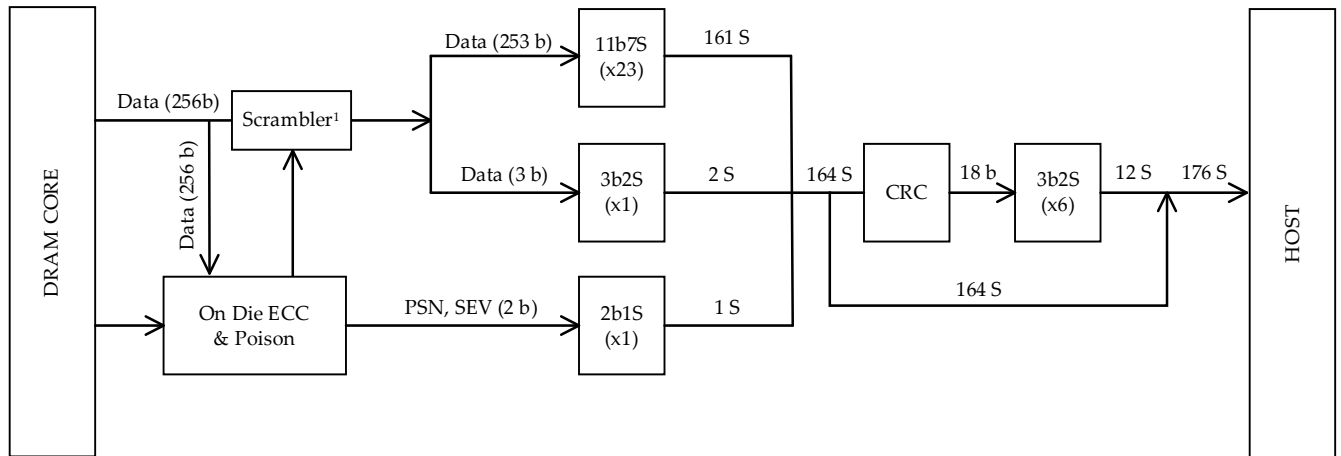 DRAM CORE
Data (256b)
Data (256 b)
Scrambler¹
On Die ECC
& Poison
Data (253 b)
11b7S
(x23)
161 S
Data (3 b)
3b2S
(x1)
2 S
PSN, SEV (2 b)
2b1S
(x1)
1 S
164 S
CRC
18 b
3b2S
(x6)
12 S
176 S
164 S
HOST